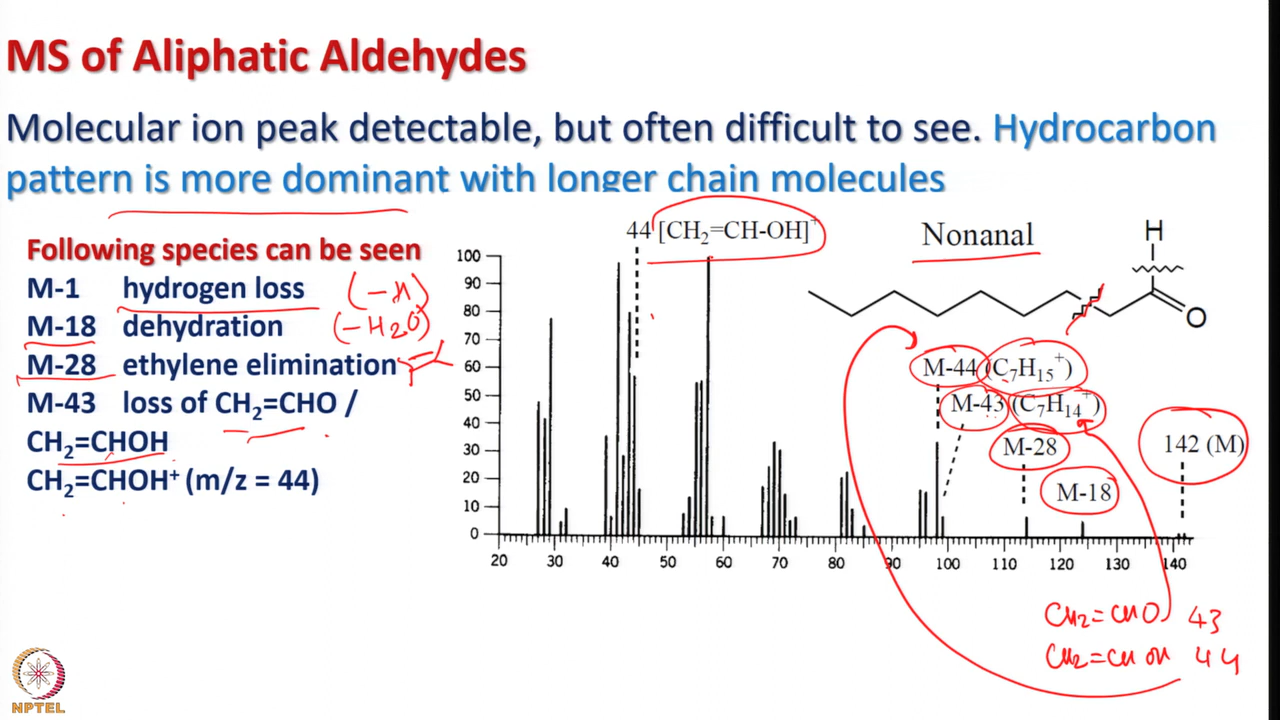 MS of Aliphatic Aldehydes
Molecular ion peak detectable, but often difficult to see. Hydrocarbon
pattern is more dominant with longer chain molecules
Following species can be seen
M-1 hydrogen loss (-H)
M-18 dehydration (-H₂O)
M-28 ethylene elimination
M-43 loss of CH₂=CHO /
CH₂=CHOH
CH₂=CHOH⁺ (m/z = 44)
44 [CH₂=CH-OH]⁺
Nonanal
H
O
M-44 (C₇H₁₅⁺)
M-43 (C₇H₁₄⁺)
M-28
142 (M)
M-18
100
90
80
70
60
50
40
30
20
10
0
20 30 40 50 60 70 80 90 100 110 120 130 140
CH₂=CHO 43
CH₂=CHOH 44
NPTEL